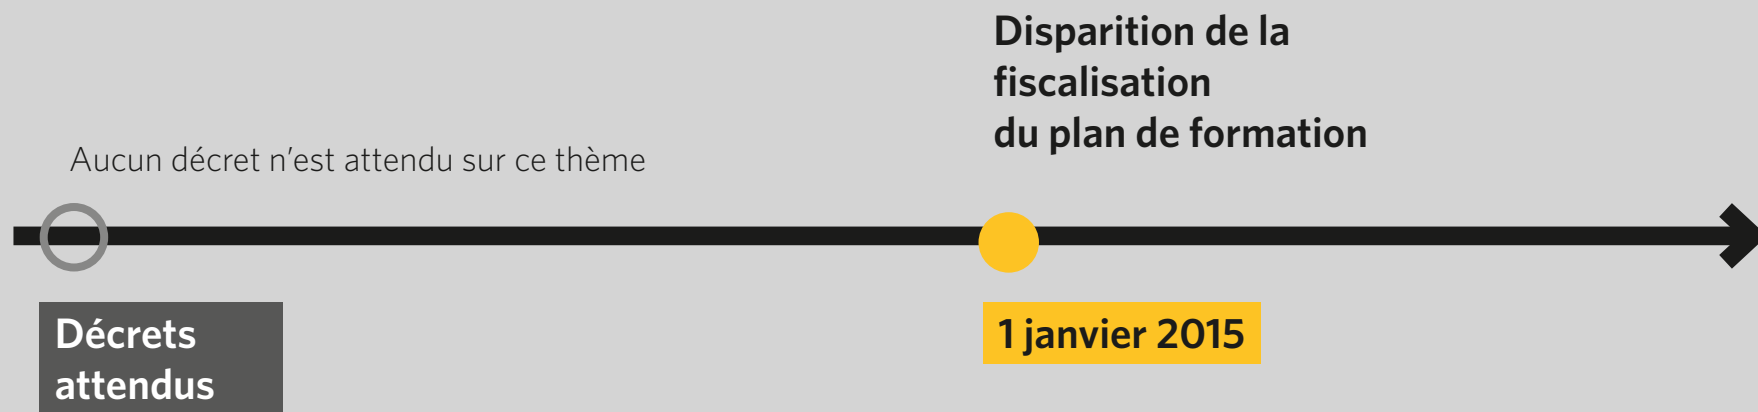 Disparition de la
fiscalisation
du plan de formation
Aucun décret n’est attendu sur ce thème
Décrets
attendus
1 janvier 2015